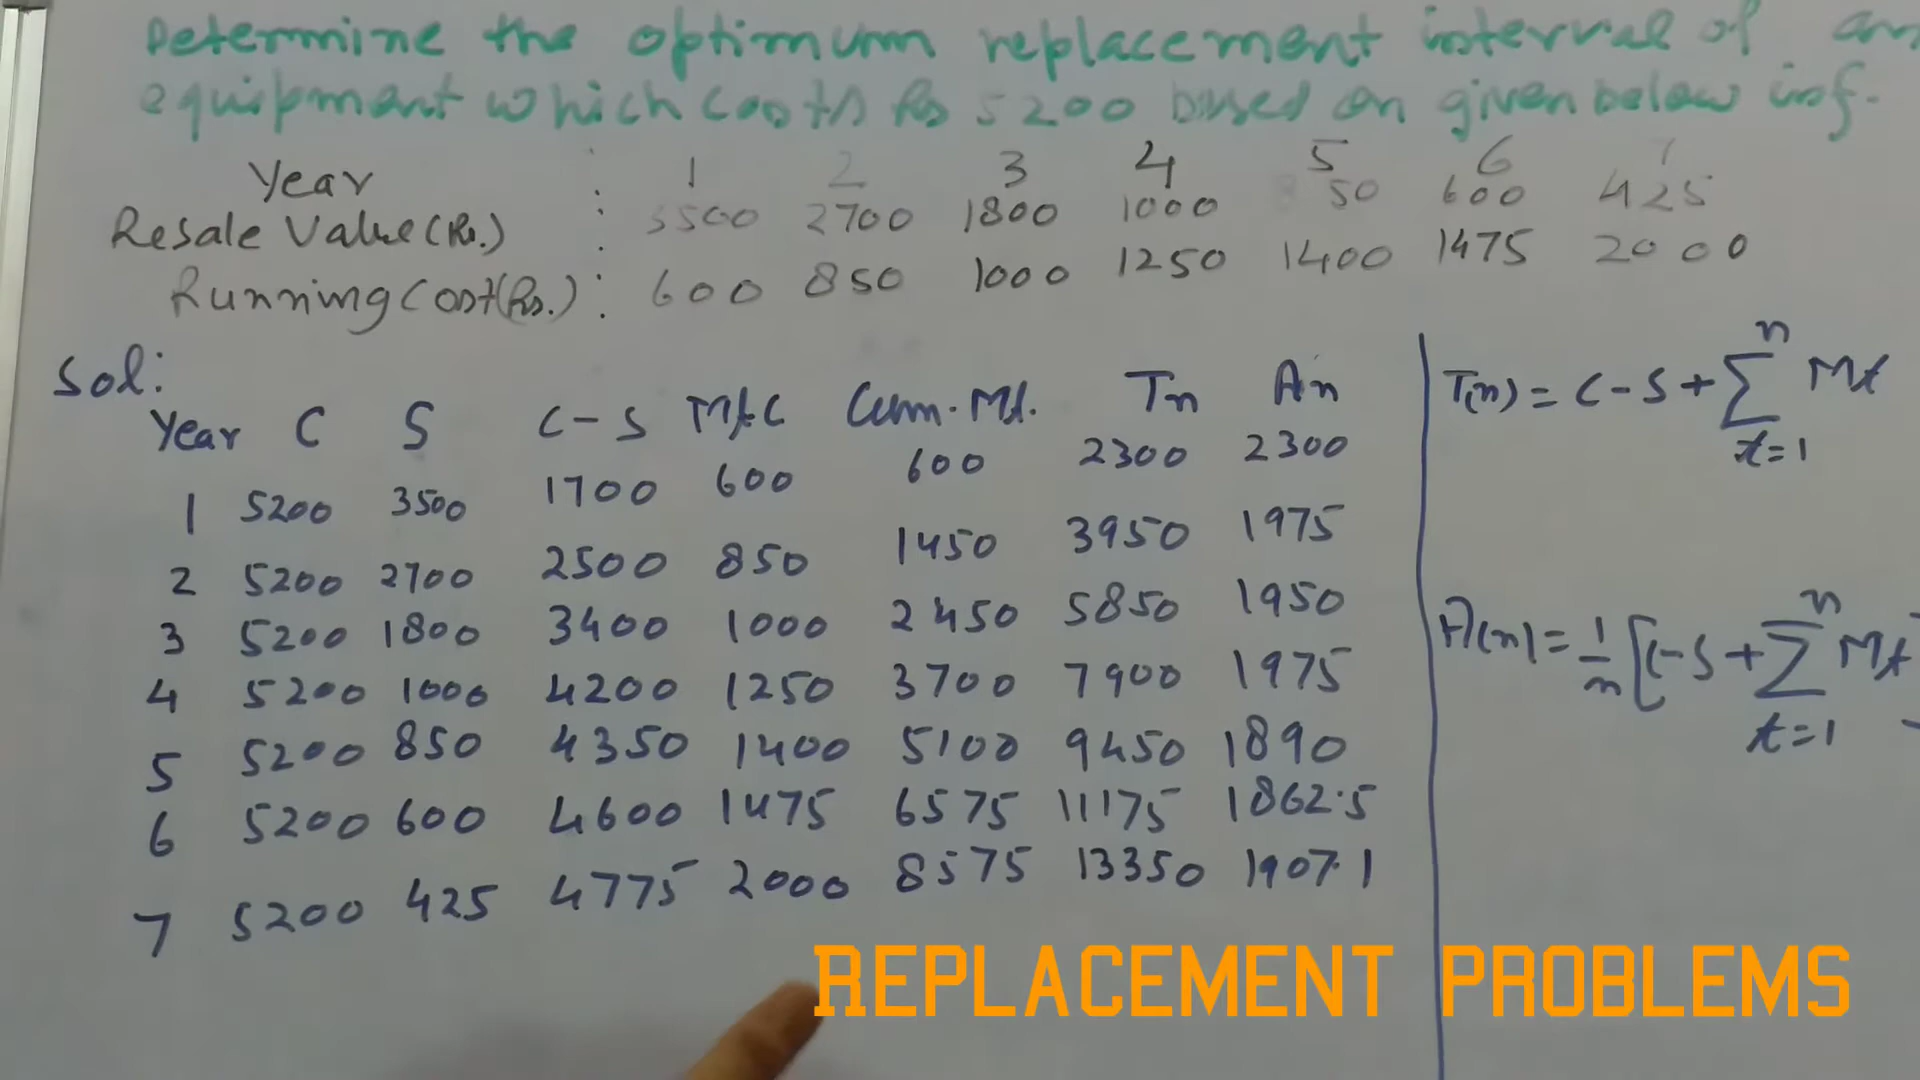 Determine the optimum replacement interval of an
equipment which costs Rs 5200 based on given below inf.
Year : 1 2 3 4 5 6 7
Resale Value (Rs.) : 3500 2700 1800 1000 850 600 425
Running Cost (Rs.) : 600 850 1000 1250 1400 1475 2000
Sol:
Year C S C-S Mt.C Cum. Mt. Tn An
1 5200 3500 1700 600 600 2300 2300
2 5200 2700 2500 850 1450 3950 1975
3 5200 1800 3400 1000 2450 5850 1950
4 5200 1000 4200 1250 3700 7900 1975
5 5200 850 4350 1400 5100 9450 1890
6 5200 600 4600 1475 6575 11175 1862.5
7 5200 425 4775 2000 8575 13350 1907.1
T(n) = C-S + n∑t=1 Mt
A(n) = 1/n [C-S + n∑t=1 Mt]
REPLACEMENT PROBLEMS